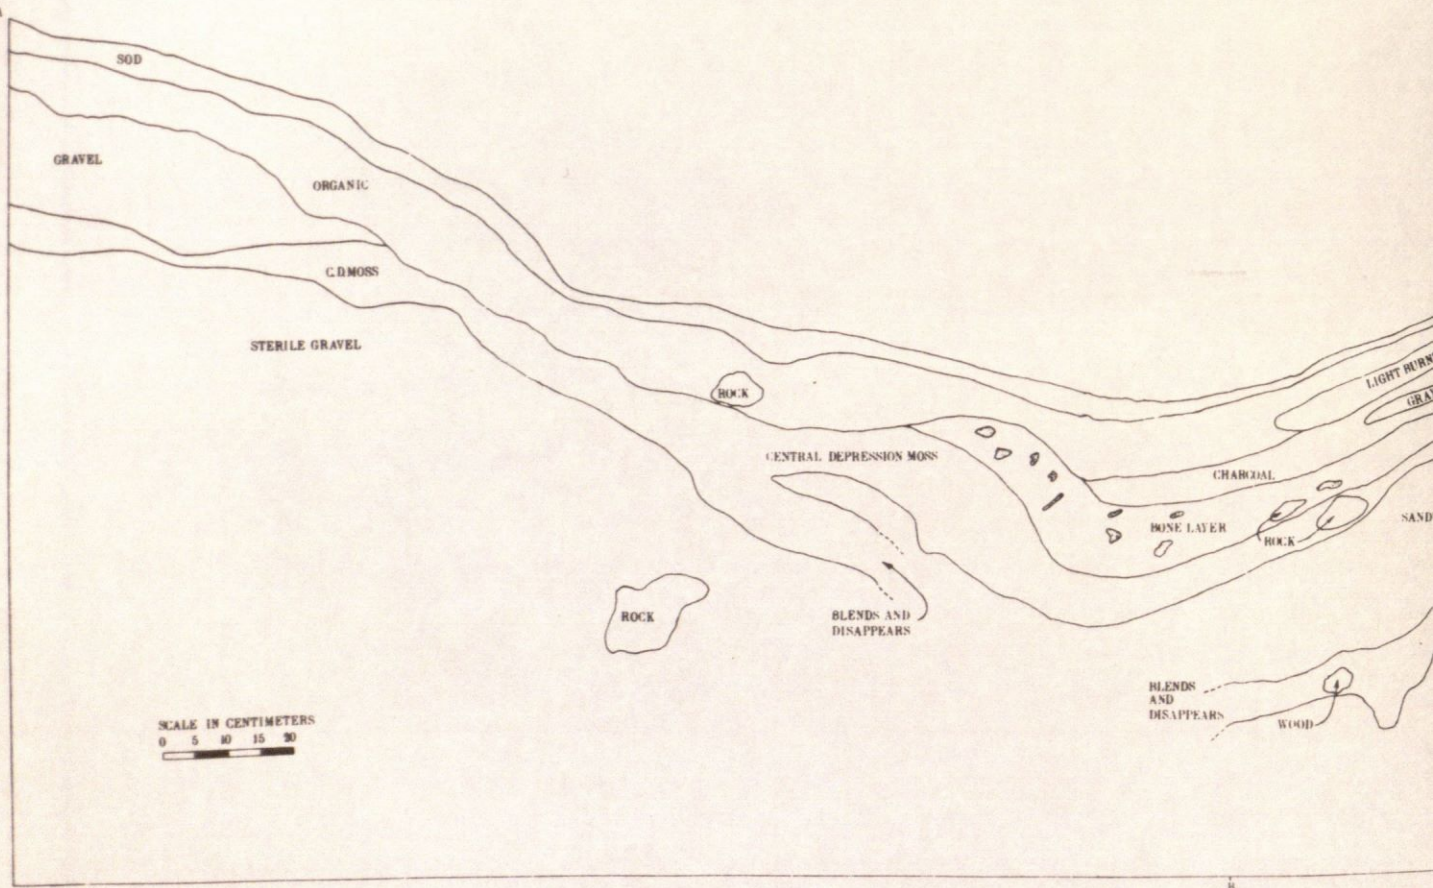 SOD
GRAVEL
ORGANIC
C.D.MOSS
STERILE GRAVEL
ROCK
LIGHT
CENTRAL DEPRESSION MOSS
CHARCOAL
BONE LAYER
ROCK
SAND
ROCK
BLENDS AND
DISAPPEARS
BLENDS
AND
DISAPPEARS
WOOD
SCALE IN CENTIMETERS
0 5 10 15 20